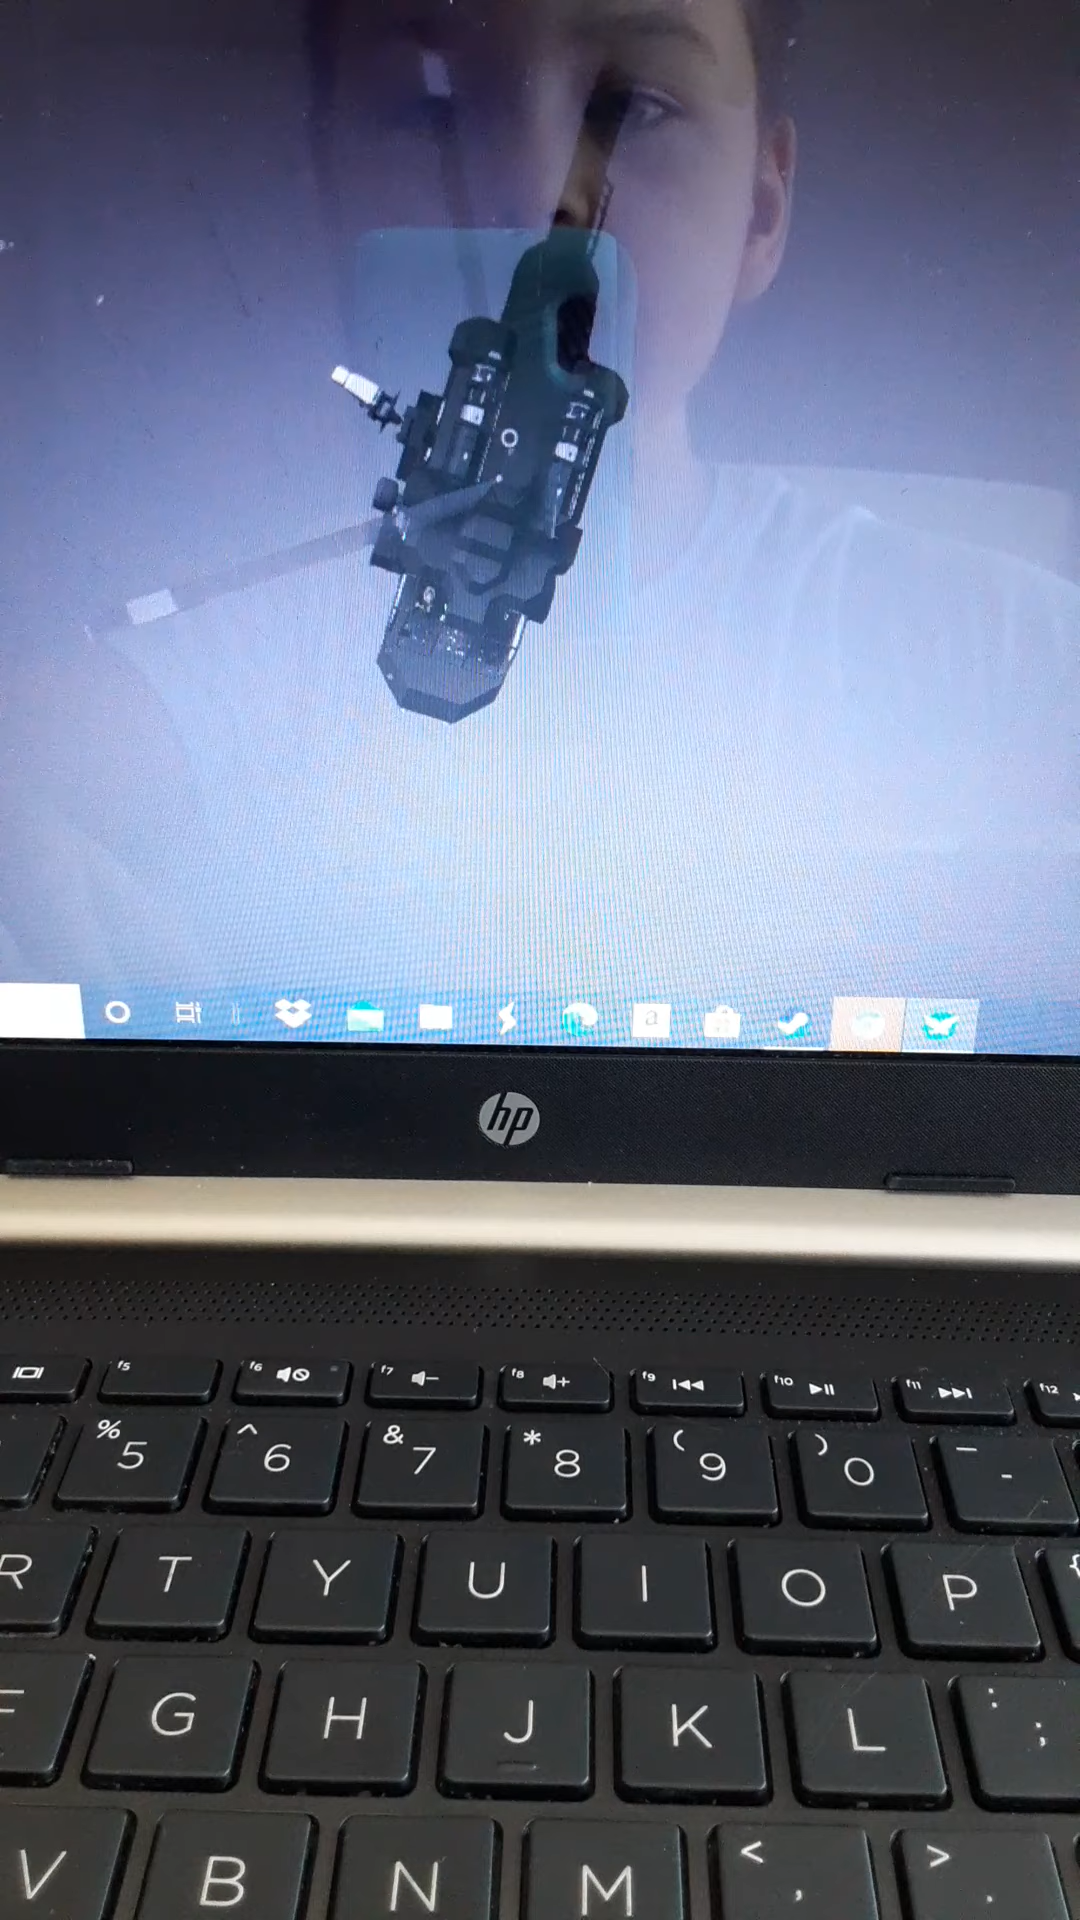 a
hp
f5 f6 f7 - f8 + f9 f10 f11 f12
% 5 ^ 6 & 7 * 8 ( 9 ) 0 _ -
R T Y U I O P {
F G H J K L : ;
V B N M < , > .